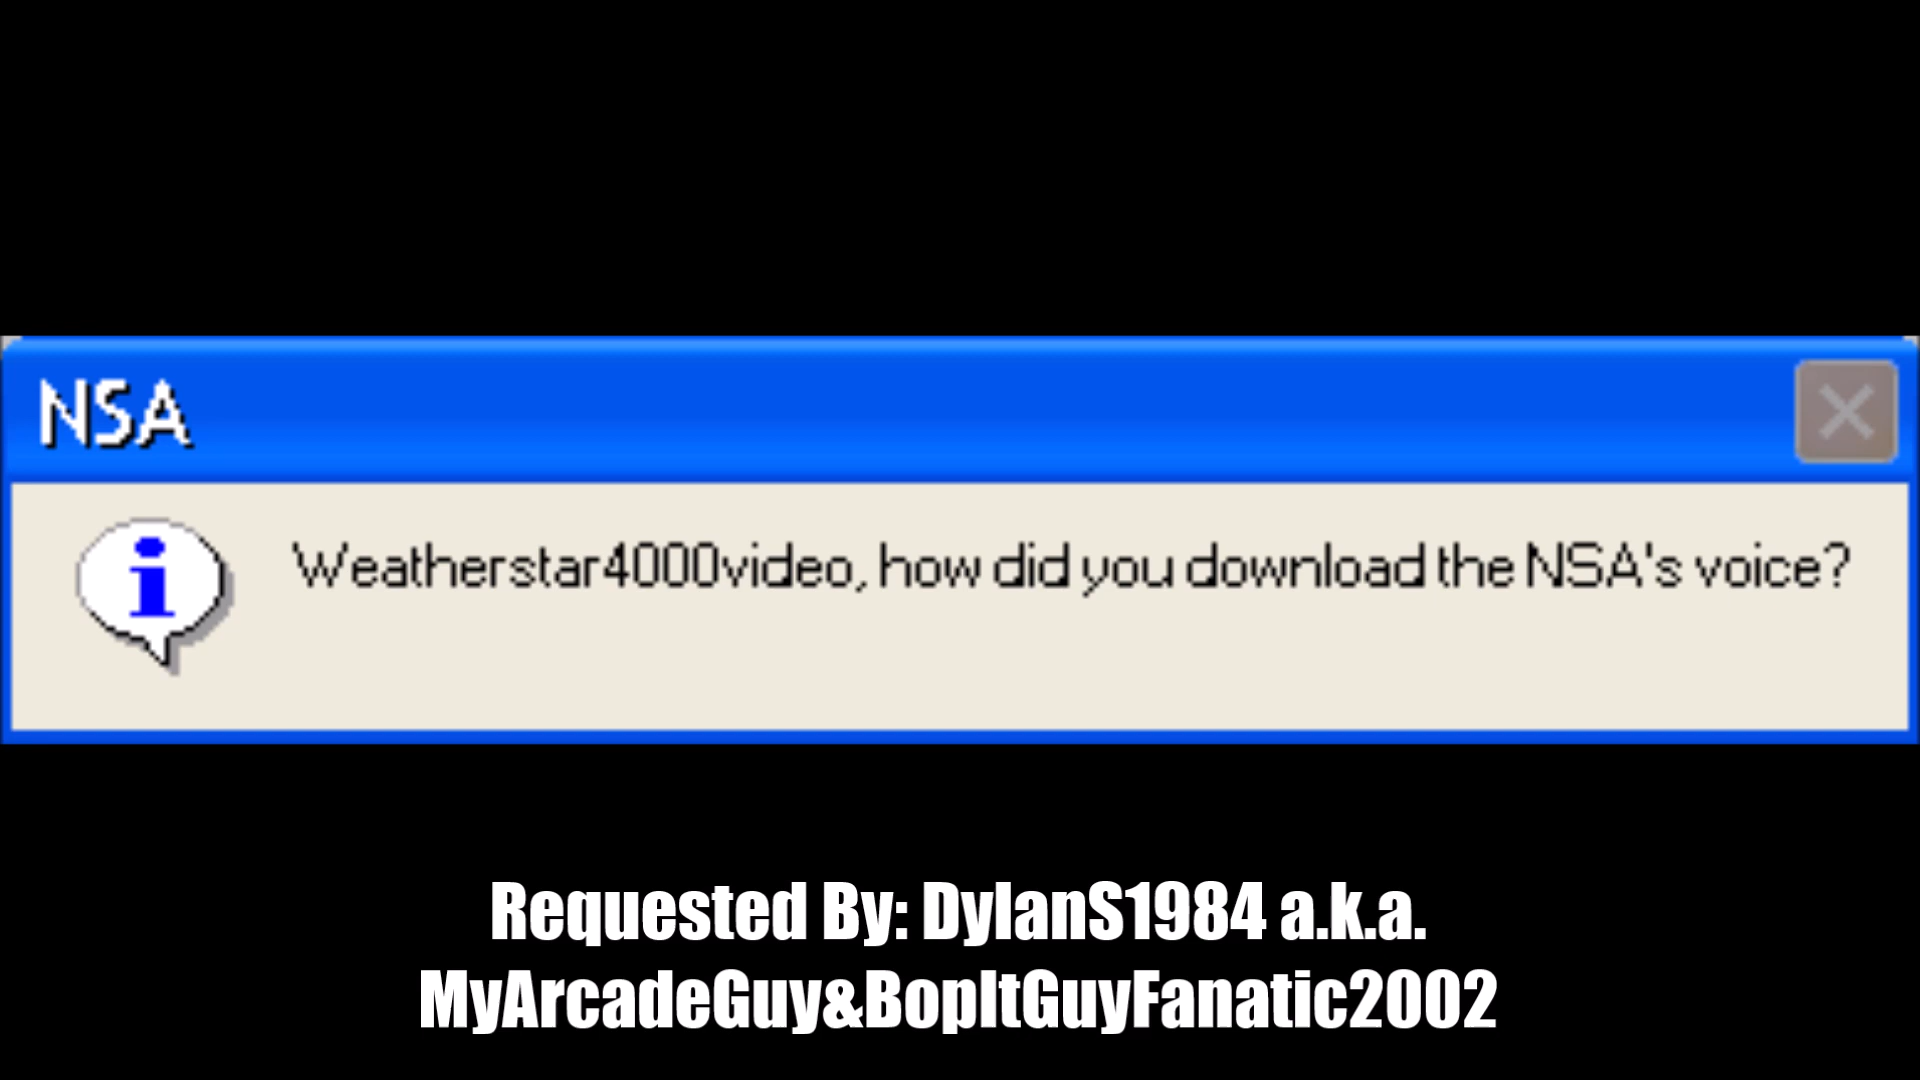 NSA
Weatherstar4000video, how did you download the NSA's voice?
Requested By: DylanS1984 a.k.a.
MyArcadeGuy&BopItGuyFanatic2002